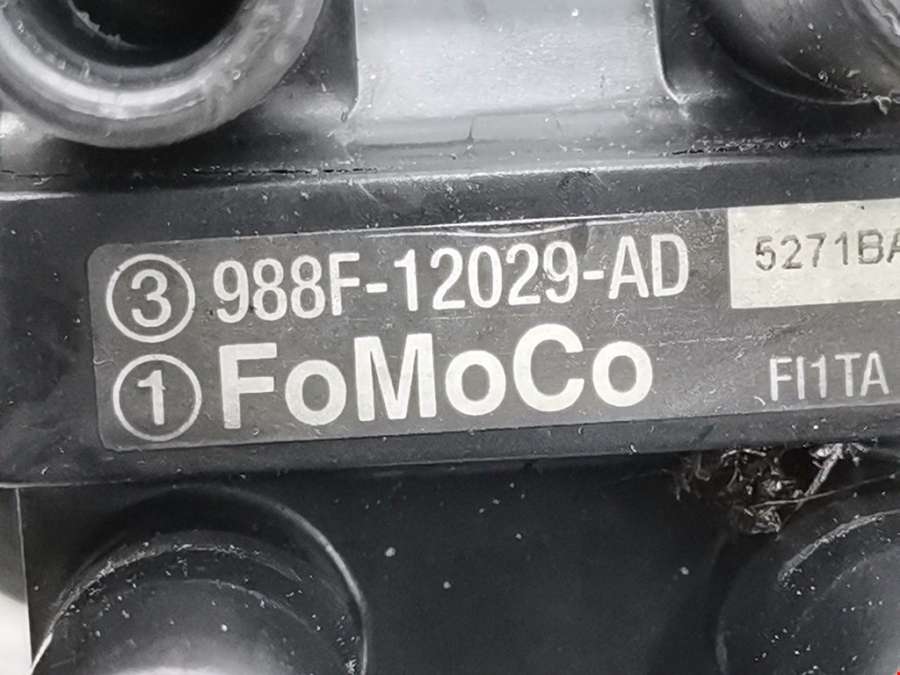 ③ 988F-12029-AD
5271BA
① FoMoCo
FI1TA